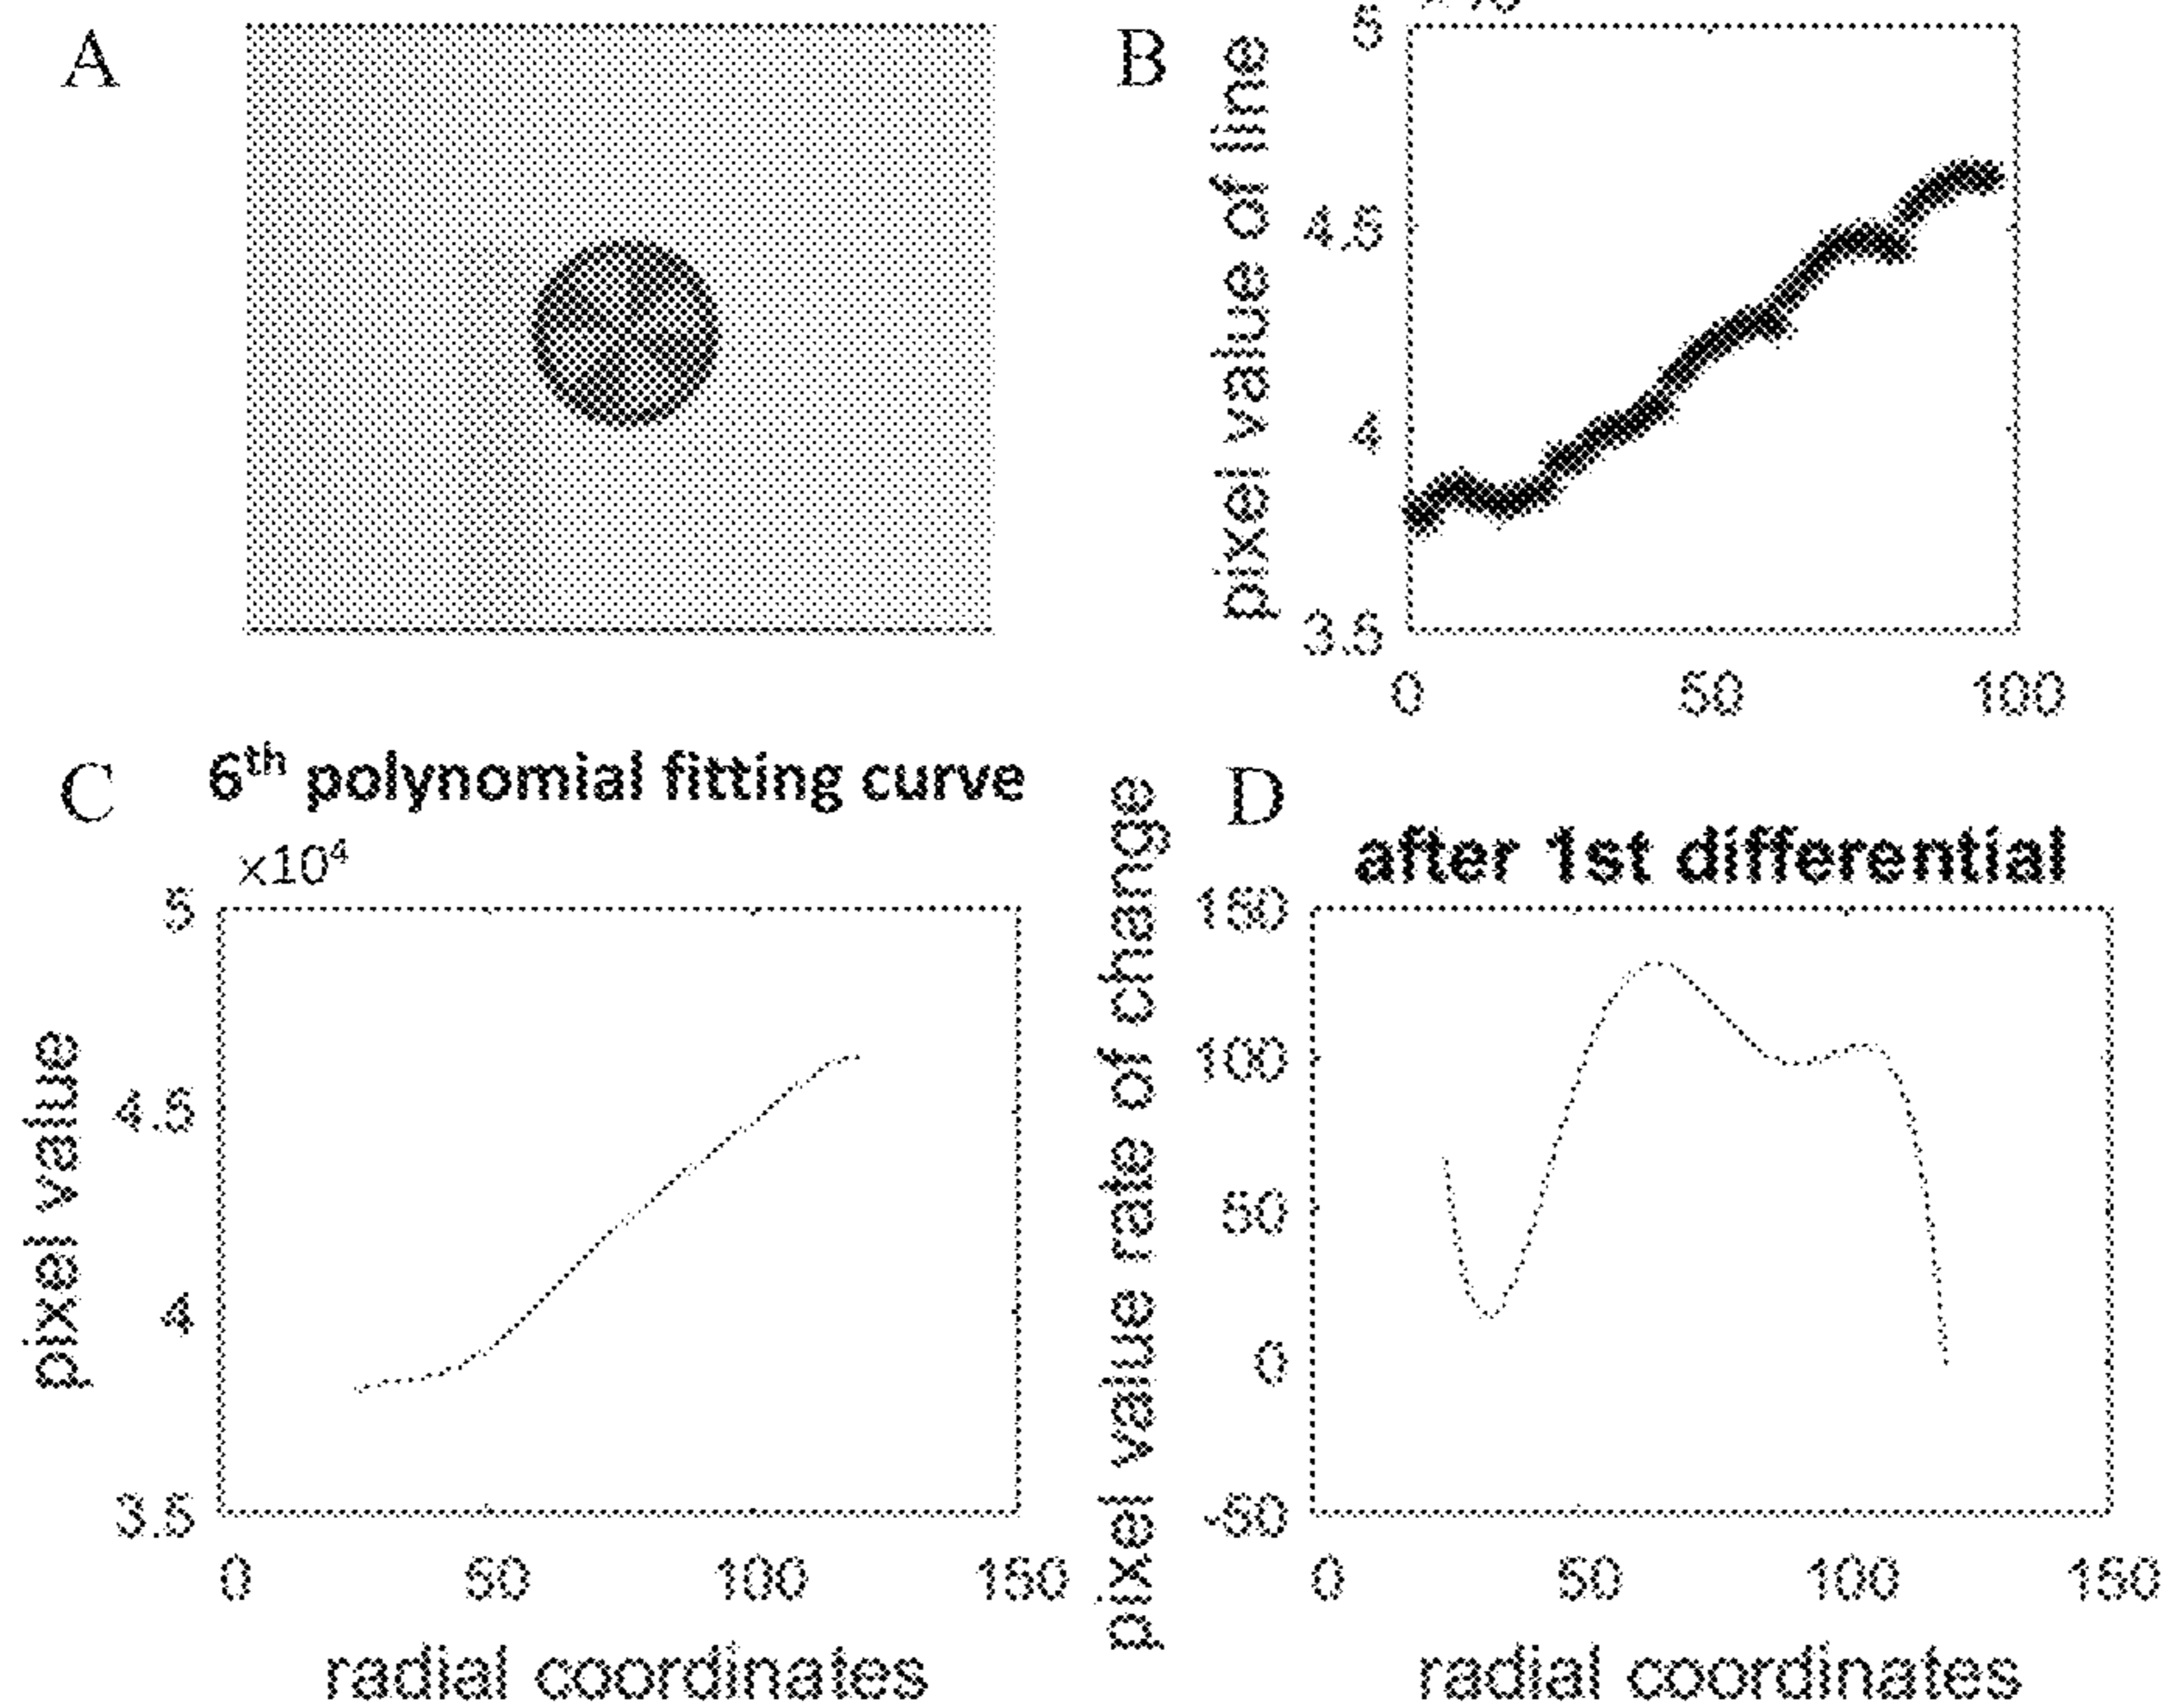 A
B
pixel value of line
5
4.5
4
3.5
0 50 100
C
6th polynomial fitting curve
×10⁴
pixel value
5
4.5
4
3.5
0 50 100 150
radial coordinates
D
after 1st differential
pixel value rate of change
150
100
50
0
-50
0 50 100 150
radial coordinates